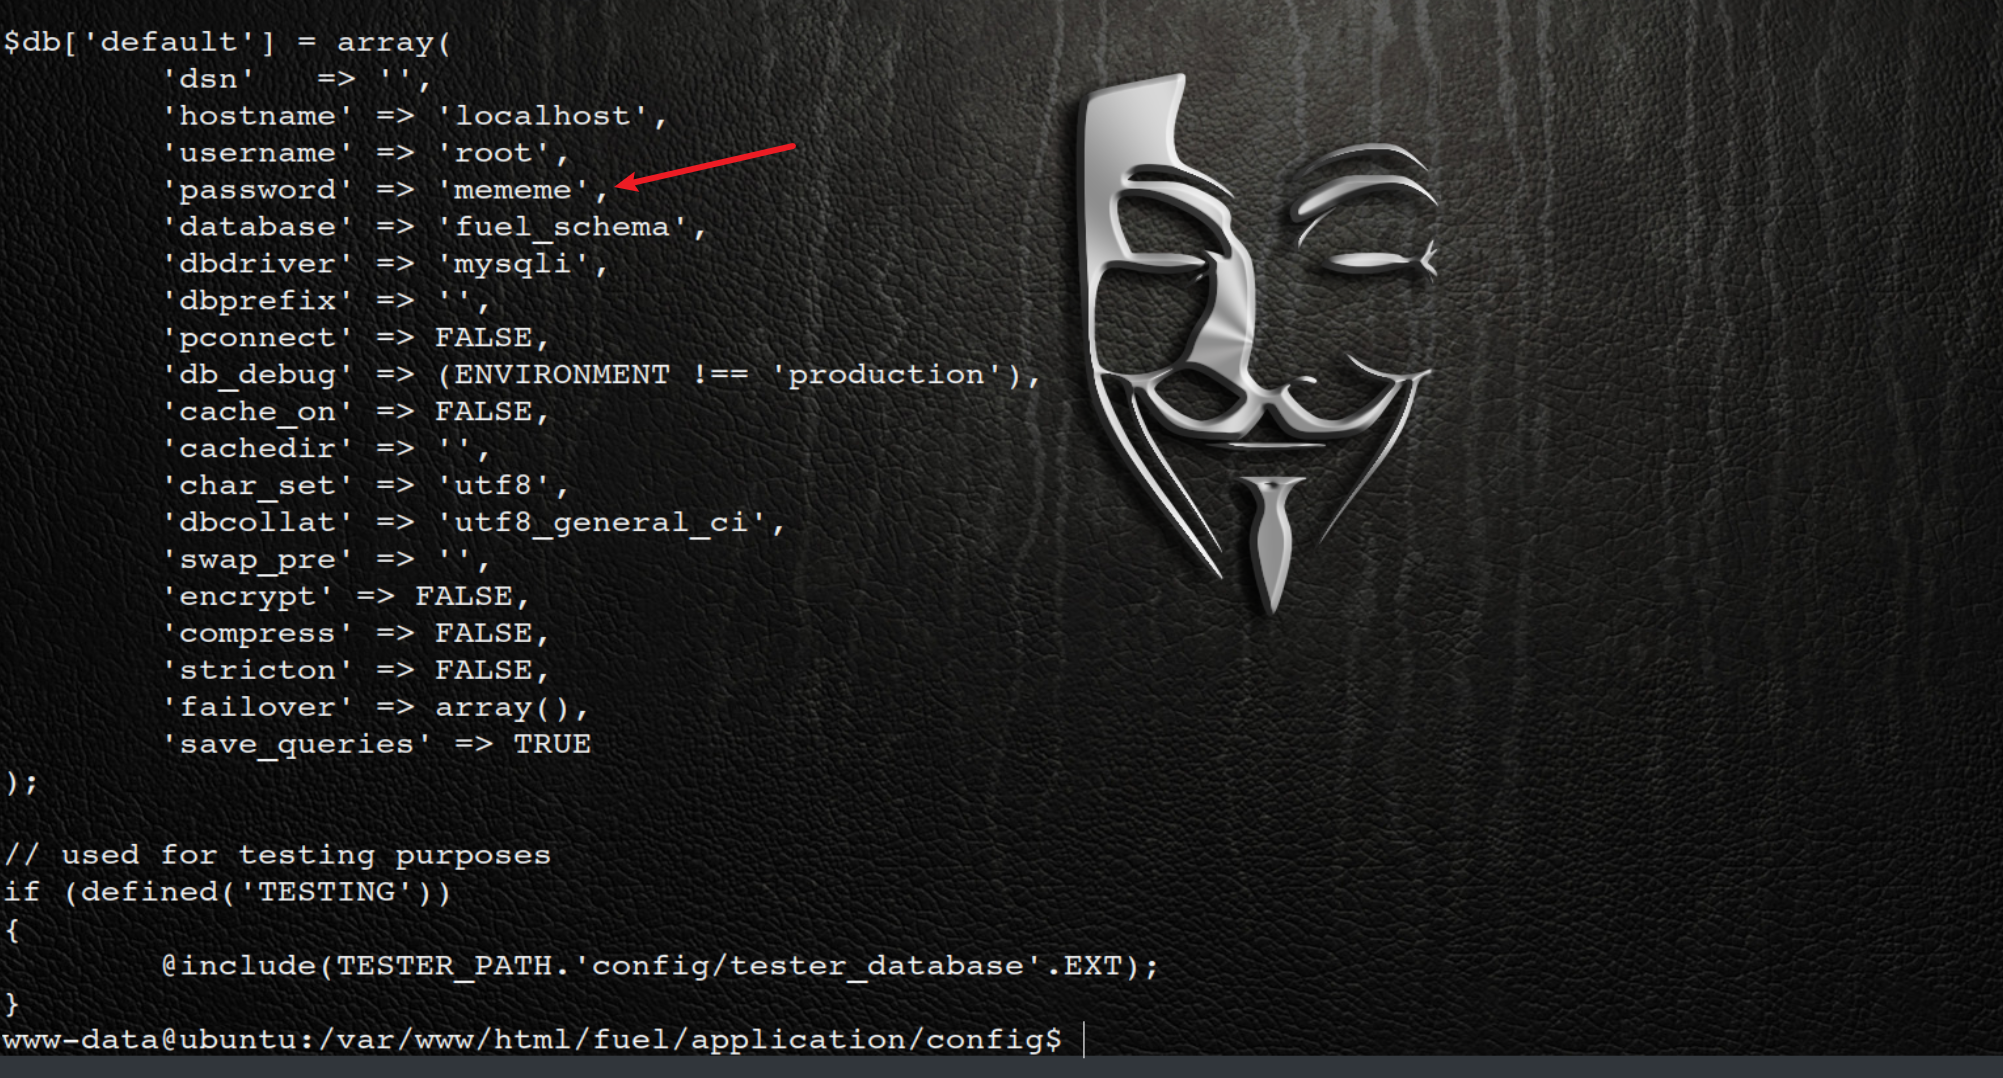 $db['default'] = array(
        'dsn'   => '',
        'hostname' => 'localhost',
        'username' => 'root',
        'password' => 'mememe',
        'database' => 'fuel_schema',
        'dbdriver' => 'mysqli',
        'dbprefix' => '',
        'pconnect' => FALSE,
        'db_debug' => (ENVIRONMENT !== 'production'),
        'cache_on' => FALSE,
        'cachedir' => '',
        'char_set' => 'utf8',
        'dbcollat' => 'utf8_general_ci',
        'swap_pre' => '',
        'encrypt' => FALSE,
        'compress' => FALSE,
        'stricton' => FALSE,
        'failover' => array(),
        'save_queries' => TRUE
);

// used for testing purposes
if (defined('TESTING'))
{
        @include(TESTER_PATH.'config/tester_database'.EXT);
}
www-data@ubuntu:/var/www/html/fuel/application/config$